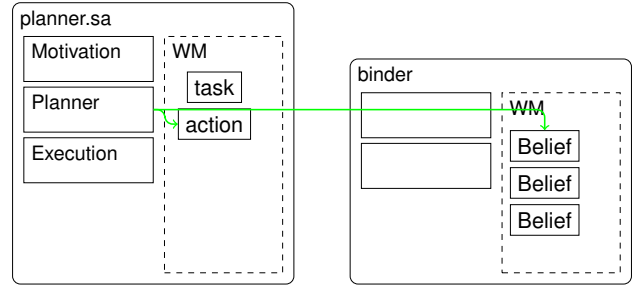 planner.sa
Motivation
WM
task
Planner
action
Execution
binder
WM
Belief
Belief
Belief